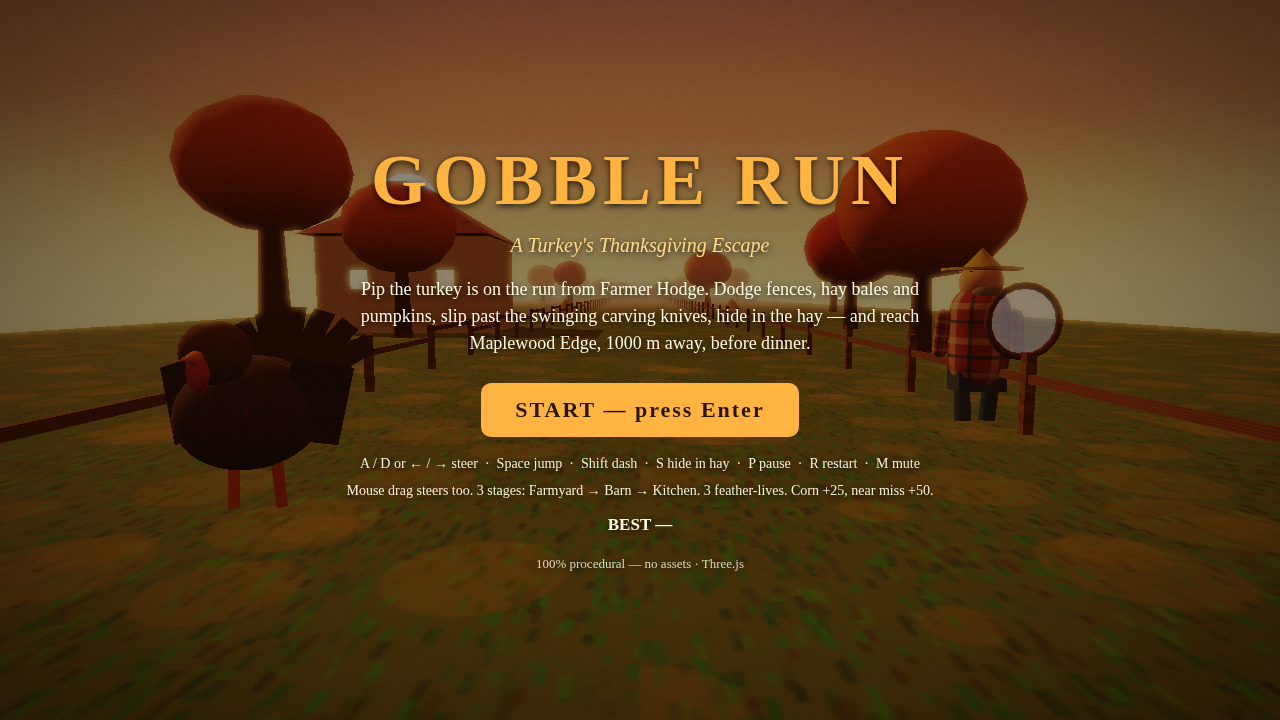 GOBBLE RUN
A Turkey's Thanksgiving Escape
Pip the turkey is on the run from Farmer Hodge. Dodge fences, hay bales and
pumpkins, slip past the swinging carving knives, hide in the hay — and reach
Maplewood Edge, 1000 m away, before dinner.
START — press Enter
A / D or ← / → steer · Space jump · Shift dash · S hide in hay · P pause · R restart · M mute
Mouse drag steers too. 3 stages: Farmyard → Barn → Kitchen. 3 feather-lives. Corn +25, near miss +50.
BEST —
100% procedural — no assets · Three.js